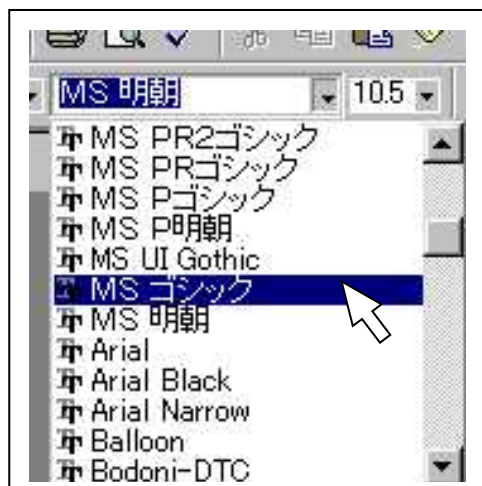 MS 明朝 10.5
MS PR2ゴシック
MS PRゴシック
MS Pゴシック
MS P明朝
MS UI Gothic
MS ゴシック
MS 明朝
Arial
Arial Black
Arial Narrow
Balloon
Bodoni-DTC